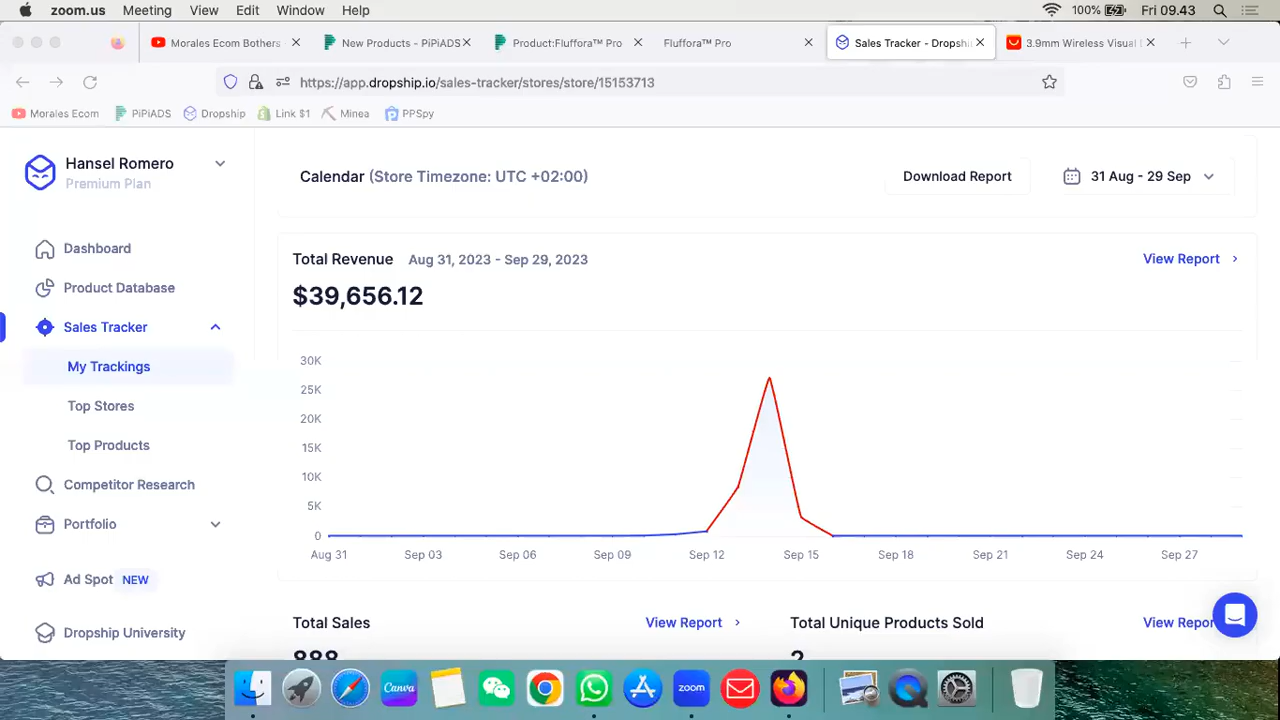 zoom.us Meeting View Edit Window Help 100% Fri 09.43
Morales Ecom Bothers
New Products - PiPiADS
Product:Fluffora™ Pro
Fluffora™ Pro
Sales Tracker - Dropshi
3.9mm Wireless Visual
https://app.dropship.io/sales-tracker/stores/store/15153713
Morales Ecom PiPiADS Dropship Link $1 Minea PPSpy
Hansel Romero
Premium Plan
Dashboard
Product Database
Sales Tracker
My Trackings
Top Stores
Top Products
Competitor Research
Portfolio
Ad Spot NEW
Dropship University
Calendar (Store Timezone: UTC +02:00)
Download Report
31 Aug - 29 Sep
Total Revenue Aug 31, 2023 - Sep 29, 2023
View Report
$39,656.12
30K
25K
20K
15K
10K
5K
0
Aug 31 Sep 03 Sep 06 Sep 09 Sep 12 Sep 15 Sep 18 Sep 21 Sep 24 Sep 27
Total Sales View Report
888
Total Unique Products Sold View Repor
2
Canva
zoom